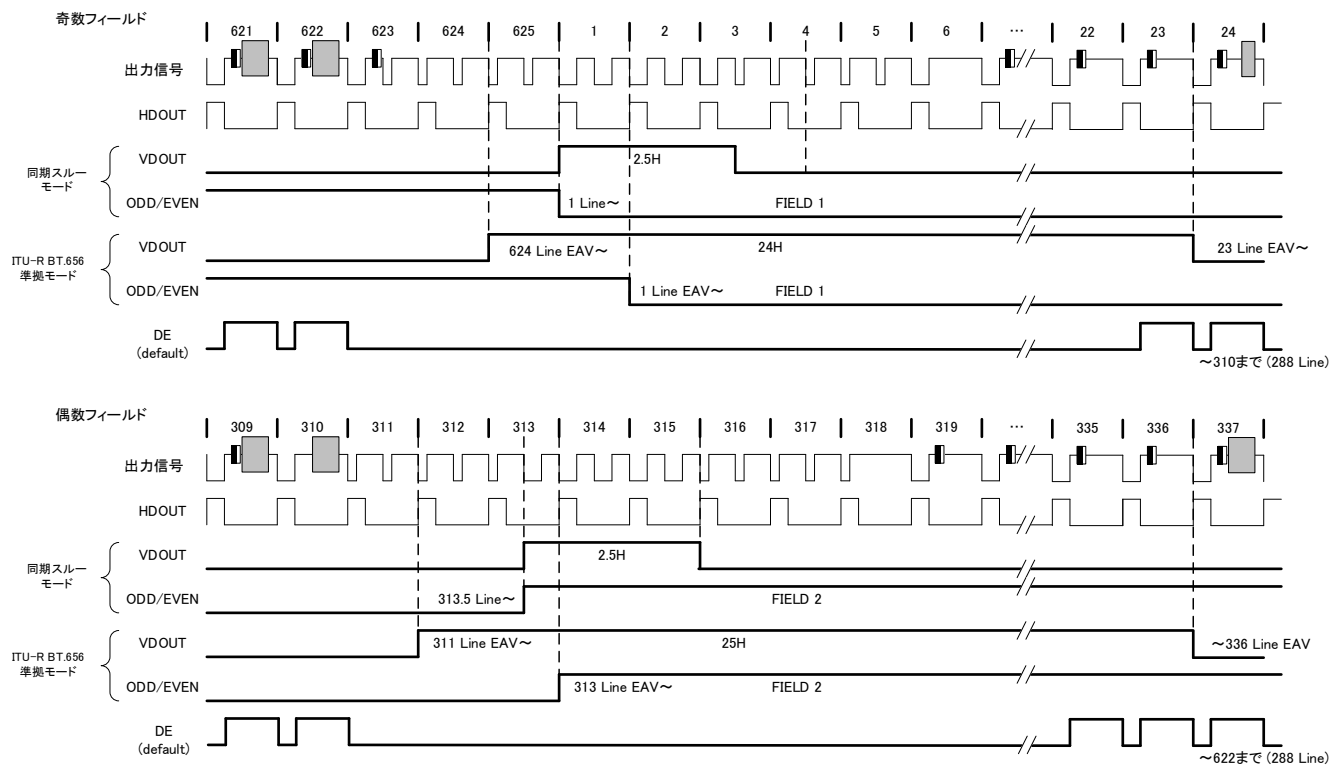 奇数フィールド
621 622 623 624 625 1 2 3 4 5 6 … 22 23 24
出力信号
HDOUT
同期スルー
モード
VDOUT
2.5H
ODD/EVEN
1 Line～
FIELD 1
ITU-R BT.656
準拠モード
VDOUT
624 Line EAV～
24H
23 Line EAV～
ODD/EVEN
1 Line EAV～
FIELD 1
DE
(default)
～310まで (288 Line)
偶数フィールド
309 310 311 312 313 314 315 316 317 318 319 … 335 336 337
出力信号
HDOUT
同期スルー
モード
VDOUT
2.5H
ODD/EVEN
313.5 Line～
FIELD 2
ITU-R BT.656
準拠モード
VDOUT
311 Line EAV～
25H
～336 Line EAV
ODD/EVEN
313 Line EAV～
FIELD 2
DE
(default)
～622まで (288 Line)